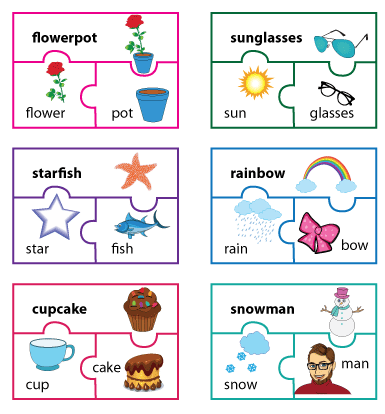 flowerpot
flower
pot
sunglasses
sun
glasses
starfish
star
fish
rainbow
rain
bow
cupcake
cup
cake
snowman
snow
man